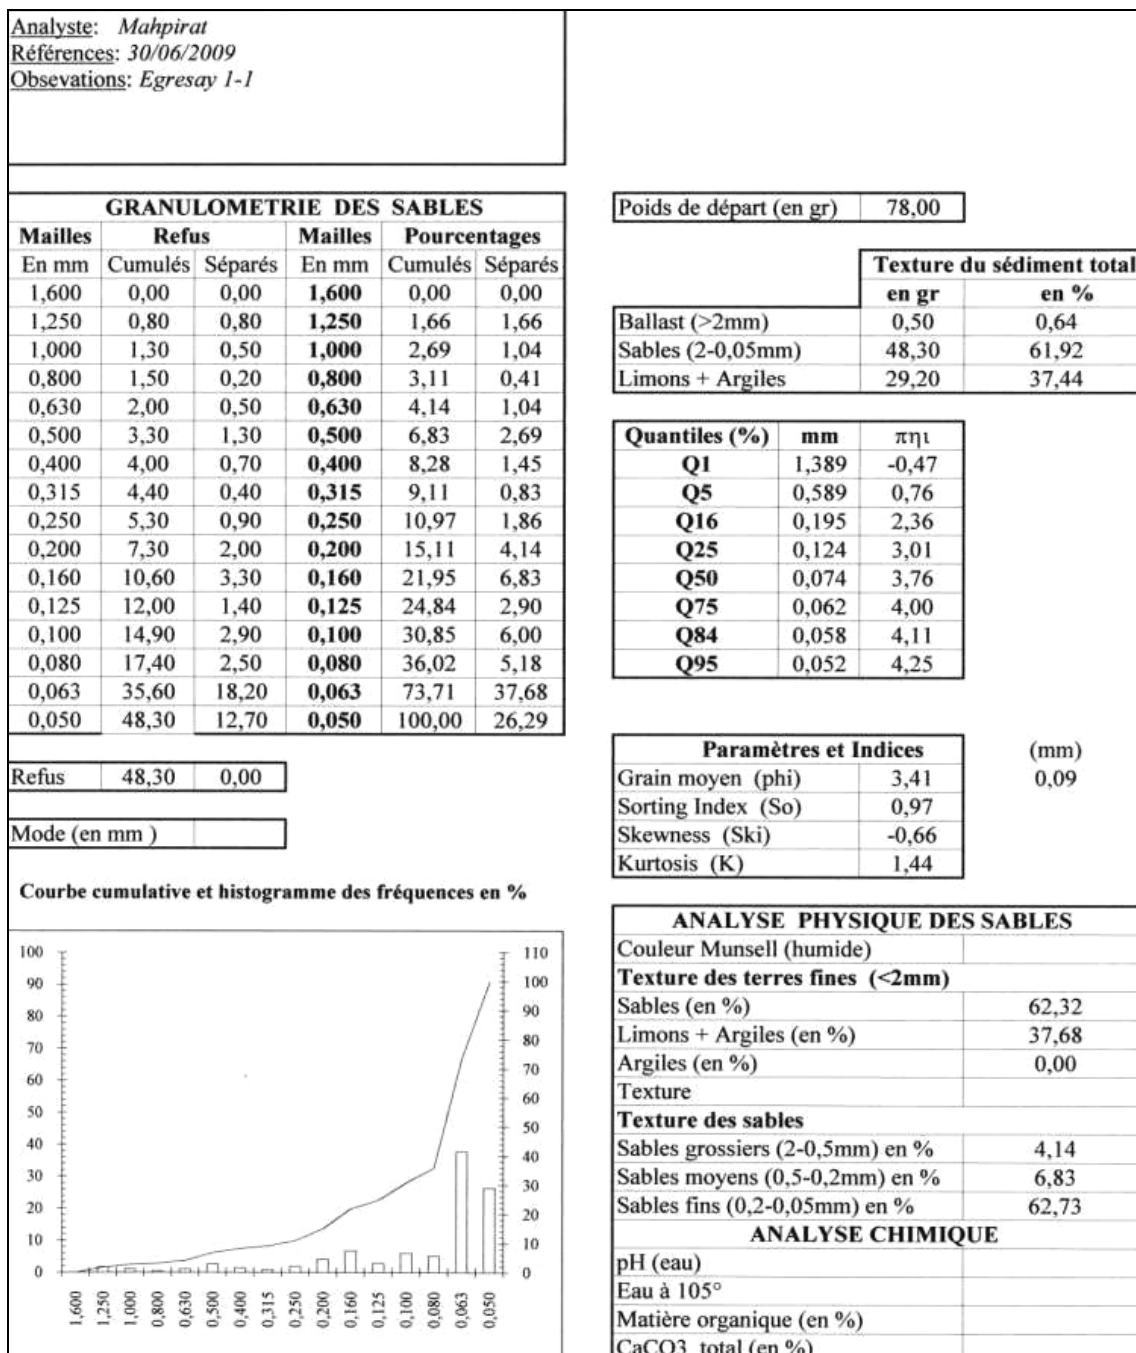 Analyste: Mahpirat
Références: 30/06/2009
Obsevations: Egresay 1-1
GRANULOMETRIE DES SABLES
Mailles Refus Mailles Pourcentages
En mm Cumulés Séparés En mm Cumulés Séparés
1,600 0,00 0,00 1,600 0,00 0,00
1,250 0,80 0,80 1,250 1,66 1,66
1,000 1,30 0,50 1,000 2,69 1,04
0,800 1,50 0,20 0,800 3,11 0,41
0,630 2,00 0,50 0,630 4,14 1,04
0,500 3,30 1,30 0,500 6,83 2,69
0,400 4,00 0,70 0,400 8,28 1,45
0,315 4,40 0,40 0,315 9,11 0,83
0,250 5,30 0,90 0,250 10,97 1,86
0,200 7,30 2,00 0,200 15,11 4,14
0,160 10,60 3,30 0,160 21,95 6,83
0,125 12,00 1,40 0,125 24,84 2,90
0,100 14,90 2,90 0,100 30,85 6,00
0,080 17,40 2,50 0,080 36,02 5,18
0,063 35,60 18,20 0,063 73,71 37,68
0,050 48,30 12,70 0,050 100,00 26,29
Refus 48,30 0,00
Mode (en mm )
Courbe cumulative et histogramme des fréquences en %
100
90
80
70
60
50
40
30
20
10
0
110
100
90
80
70
60
50
40
30
20
10
0
1,600 1,250 1,000 0,800 0,630 0,500 0,400 0,315 0,250 0,200 0,160 0,125 0,100 0,080 0,063 0,050
Poids de départ (en gr) 78,00
Texture du sédiment total
en gr en %
Ballast (>2mm) 0,50 0,64
Sables (2-0,05mm) 48,30 61,92
Limons + Argiles 29,20 37,44
Quantiles (%) mm πηι
Q1 1,389 -0,47
Q5 0,589 0,76
Q16 0,195 2,36
Q25 0,124 3,01
Q50 0,074 3,76
Q75 0,062 4,00
Q84 0,058 4,11
Q95 0,052 4,25
Paramètres et Indices (mm)
Grain moyen (phi) 3,41 0,09
Sorting Index (So) 0,97
Skewness (Ski) -0,66
Kurtosis (K) 1,44
ANALYSE PHYSIQUE DES SABLES
Couleur Munsell (humide)
Texture des terres fines (<2mm)
Sables (en %) 62,32
Limons + Argiles (en %) 37,68
Argiles (en %) 0,00
Texture
Texture des sables
Sables grossiers (2-0,5mm) en % 4,14
Sables moyens (0,5-0,2mm) en % 6,83
Sables fins (0,2-0,05mm) en % 62,73
ANALYSE CHIMIQUE
pH (eau)
Eau à 105°
Matière organique (en %)
CaCO3 total (en %)